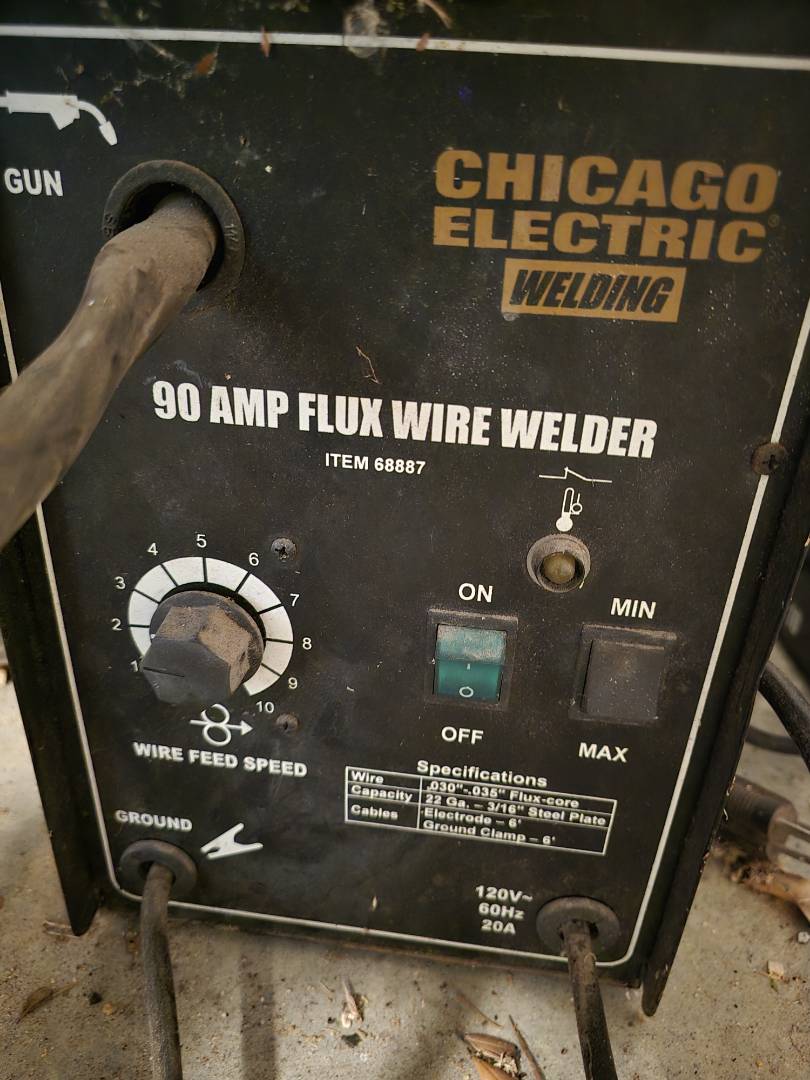 GUN
CHICAGO
ELECTRIC
WELDING
90 AMP FLUX WIRE WELDER
ITEM 68887
1 2 3 4 5 6 7 8 9 10
WIRE FEED SPEED
ON
I
O
OFF
MIN
MAX
Specifications
Wire .030"-.035" Flux-core
Capacity 22 Ga. – 3/16" Steel Plate
Cables Electrode – 6'
Ground Clamp – 6'
GROUND
120V~
60Hz
20A